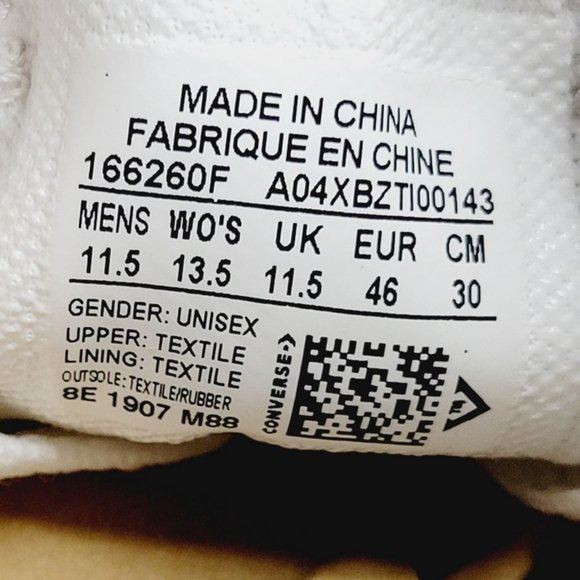 MADE IN CHINA
FABRIQUE EN CHINE
166260F A04XBZTI00143
MENS WO'S UK EUR CM
11.5 13.5 11.5 46 30
GENDER: UNISEX
UPPER: TEXTILE
LINING: TEXTILE
OUTSOLE: TEXTILE/RUBBER
8E 1907 M88
CONVERSE